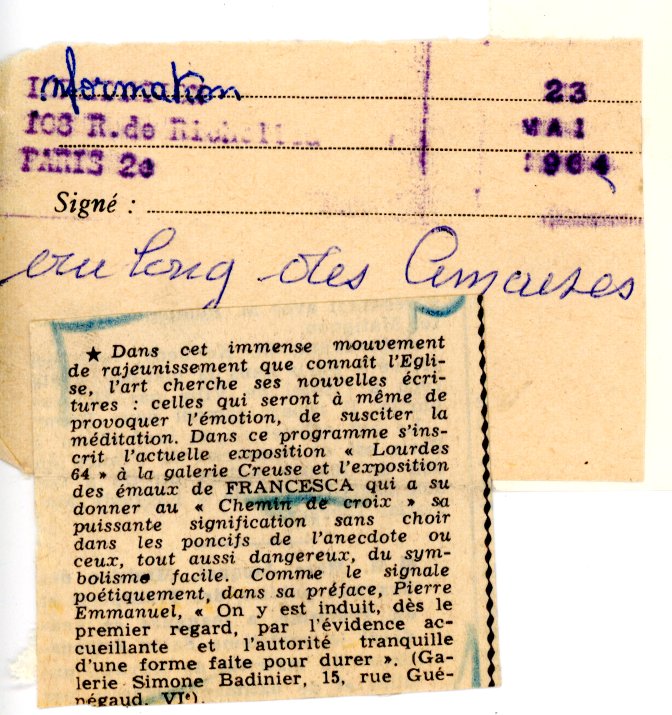 Information
108 R.de Richelieu
PARIS 2e
23
MAI
1964
Signé :
au long des Cimaises
★ Dans cet immense mouvement
de rajeunissement que connaît l'Egli-
se, l'art cherche ses nouvelles écri-
tures : celles qui seront à même de
provoquer l'émotion, de susciter la
méditation. Dans ce programme s'ins-
crit l'actuelle exposition « Lourdes
64 » à la galerie Creuse et l'exposition
des émaux de FRANCESCA qui a su
donner au « Chemin de croix » sa
puissante signification sans choir
dans les poncifs de l'anecdote ou
ceux, tout aussi dangereux, du sym-
bolisme facile. Comme le signale
poétiquement, dans sa préface, Pierre
Emmanuel, « On y est induit, dès le
premier regard, par l'évidence ac-
cueillante et l'autorité tranquille
d'une forme faite pour durer ». (Ga-
lerie Simone Badinier, 15, rue Gué-
négaud, VIᵉ).